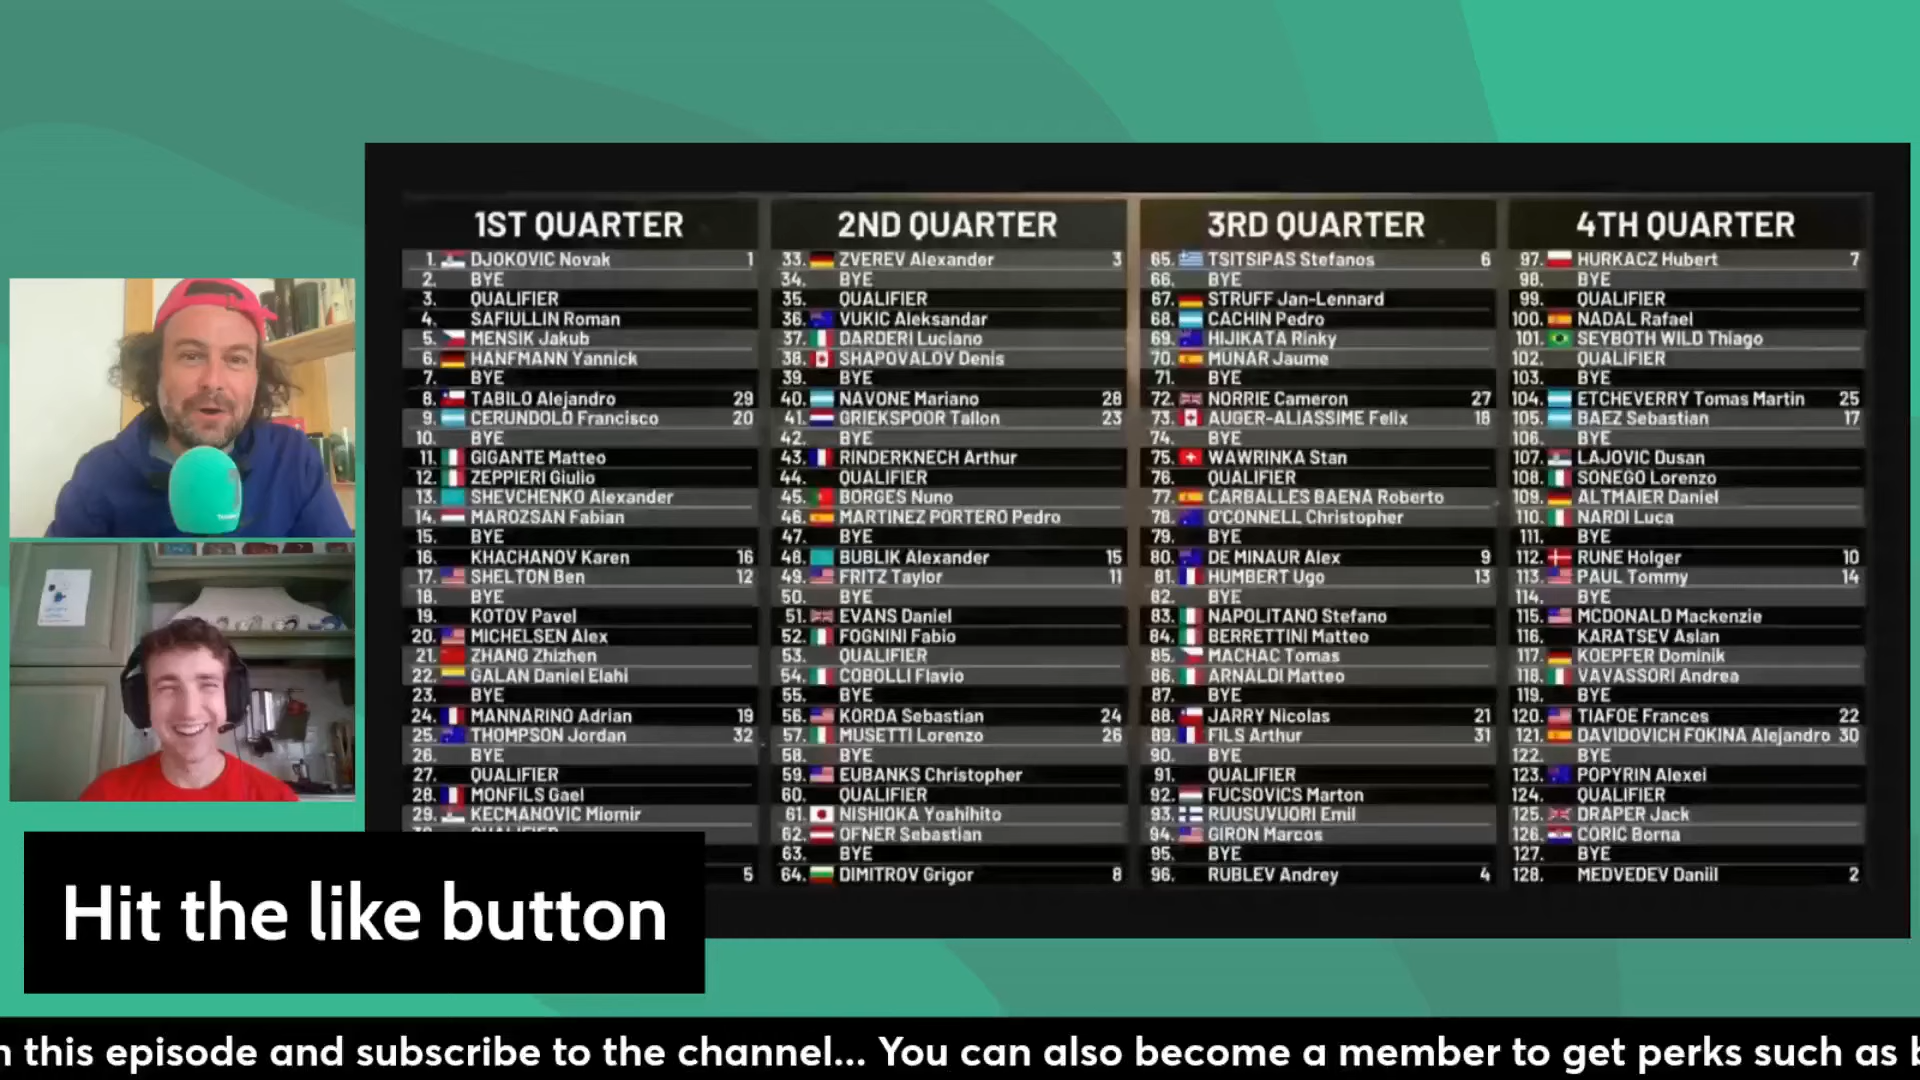 1ST QUARTER
1. DJOKOVIC Novak 1
2. BYE
3. QUALIFIER
4. SAFIULLIN Roman
5. MENSIK Jakub
6. HANFMANN Yannick
7. BYE
8. TABILO Alejandro 29
9. CERUNDOLO Francisco 20
10. BYE
11. GIGANTE Matteo
12. ZEPPIERI Giulio
13. SHEVCHENKO Alexander
14. MAROZSAN Fabian
15. BYE
16. KHACHANOV Karen 16
17. SHELTON Ben 12
18. BYE
19. KOTOV Pavel
20. MICHELSEN Alex
21. ZHANG Zhizhen
22. GALAN Daniel Elahi
23. BYE
24. MANNARINO Adrian 19
25. THOMPSON Jordan 32
26. BYE
27. QUALIFIER
28. MONFILS Gael
29. KECMANOVIC Miomir
5
2ND QUARTER
33. ZVEREV Alexander 3
34. BYE
35. QUALIFIER
36. VUKIC Aleksandar
37. DARDERI Luciano
38. SHAPOVALOV Denis
39. BYE
40. NAVONE Mariano 28
41. GRIEKSPOOR Tallon 23
42. BYE
43. RINDERKNECH Arthur
44. QUALIFIER
45. BORGES Nuno
46. MARTINEZ PORTERO Pedro
47. BYE
48. BUBLIK Alexander 15
49. FRITZ Taylor 11
50. BYE
51. EVANS Daniel
52. FOGNINI Fabio
53. QUALIFIER
54. COBOLLI Flavio
55. BYE
56. KORDA Sebastian 24
57. MUSETTI Lorenzo 26
58. BYE
59. EUBANKS Christopher
60. QUALIFIER
61. NISHIOKA Yoshihito
62. OFNER Sebastian
63. BYE
64. DIMITROV Grigor 8
3RD QUARTER
65. TSITSIPAS Stefanos 6
66. BYE
67. STRUFF Jan-Lennard
68. CACHIN Pedro
69. HIJIKATA Rinky
70. MUNAR Jaume
71. BYE
72. NORRIE Cameron 27
73. AUGER-ALIASSIME Felix 18
74. BYE
75. WAWRINKA Stan
76. QUALIFIER
77. CARBALLES BAENA Roberto
78. O'CONNELL Christopher
79. BYE
80. DE MINAUR Alex 9
81. HUMBERT Ugo 13
82. BYE
83. NAPOLITANO Stefano
84. BERRETTINI Matteo
85. MACHAC Tomas
86. ARNALDI Matteo
87. BYE
88. JARRY Nicolas 21
89. FILS Arthur 31
90. BYE
91. QUALIFIER
92. FUCSOVICS Marton
93. RUUSUVUORI Emil
94. GIRON Marcos
95. BYE
96. RUBLEV Andrey 4
4TH QUARTER
97. HURKACZ Hubert 7
98. BYE
99. QUALIFIER
100. NADAL Rafael
101. SEYBOTH WILD Thiago
102. QUALIFIER
103. BYE
104. ETCHEVERRY Tomas Martin 25
105. BAEZ Sebastian 17
106. BYE
107. LAJOVIC Dusan
108. SONEGO Lorenzo
109. ALTMAIER Daniel
110. NARDI Luca
111. BYE
112. RUNE Holger 10
113. PAUL Tommy 14
114. BYE
115. MCDONALD Mackenzie
116. KARATSEV Aslan
117. KOEPFER Dominik
118. VAVASSORI Andrea
119. BYE
120. TIAFOE Frances 22
121. DAVIDOVICH FOKINA Alejandro 30
122. BYE
123. POPYRIN Alexei
124. QUALIFIER
125. DRAPER Jack
126. CORIC Borna
127. BYE
128. MEDVEDEV Daniil 2
Hit the like button
this episode and subscribe to the channel... You can also become a member to get perks such as